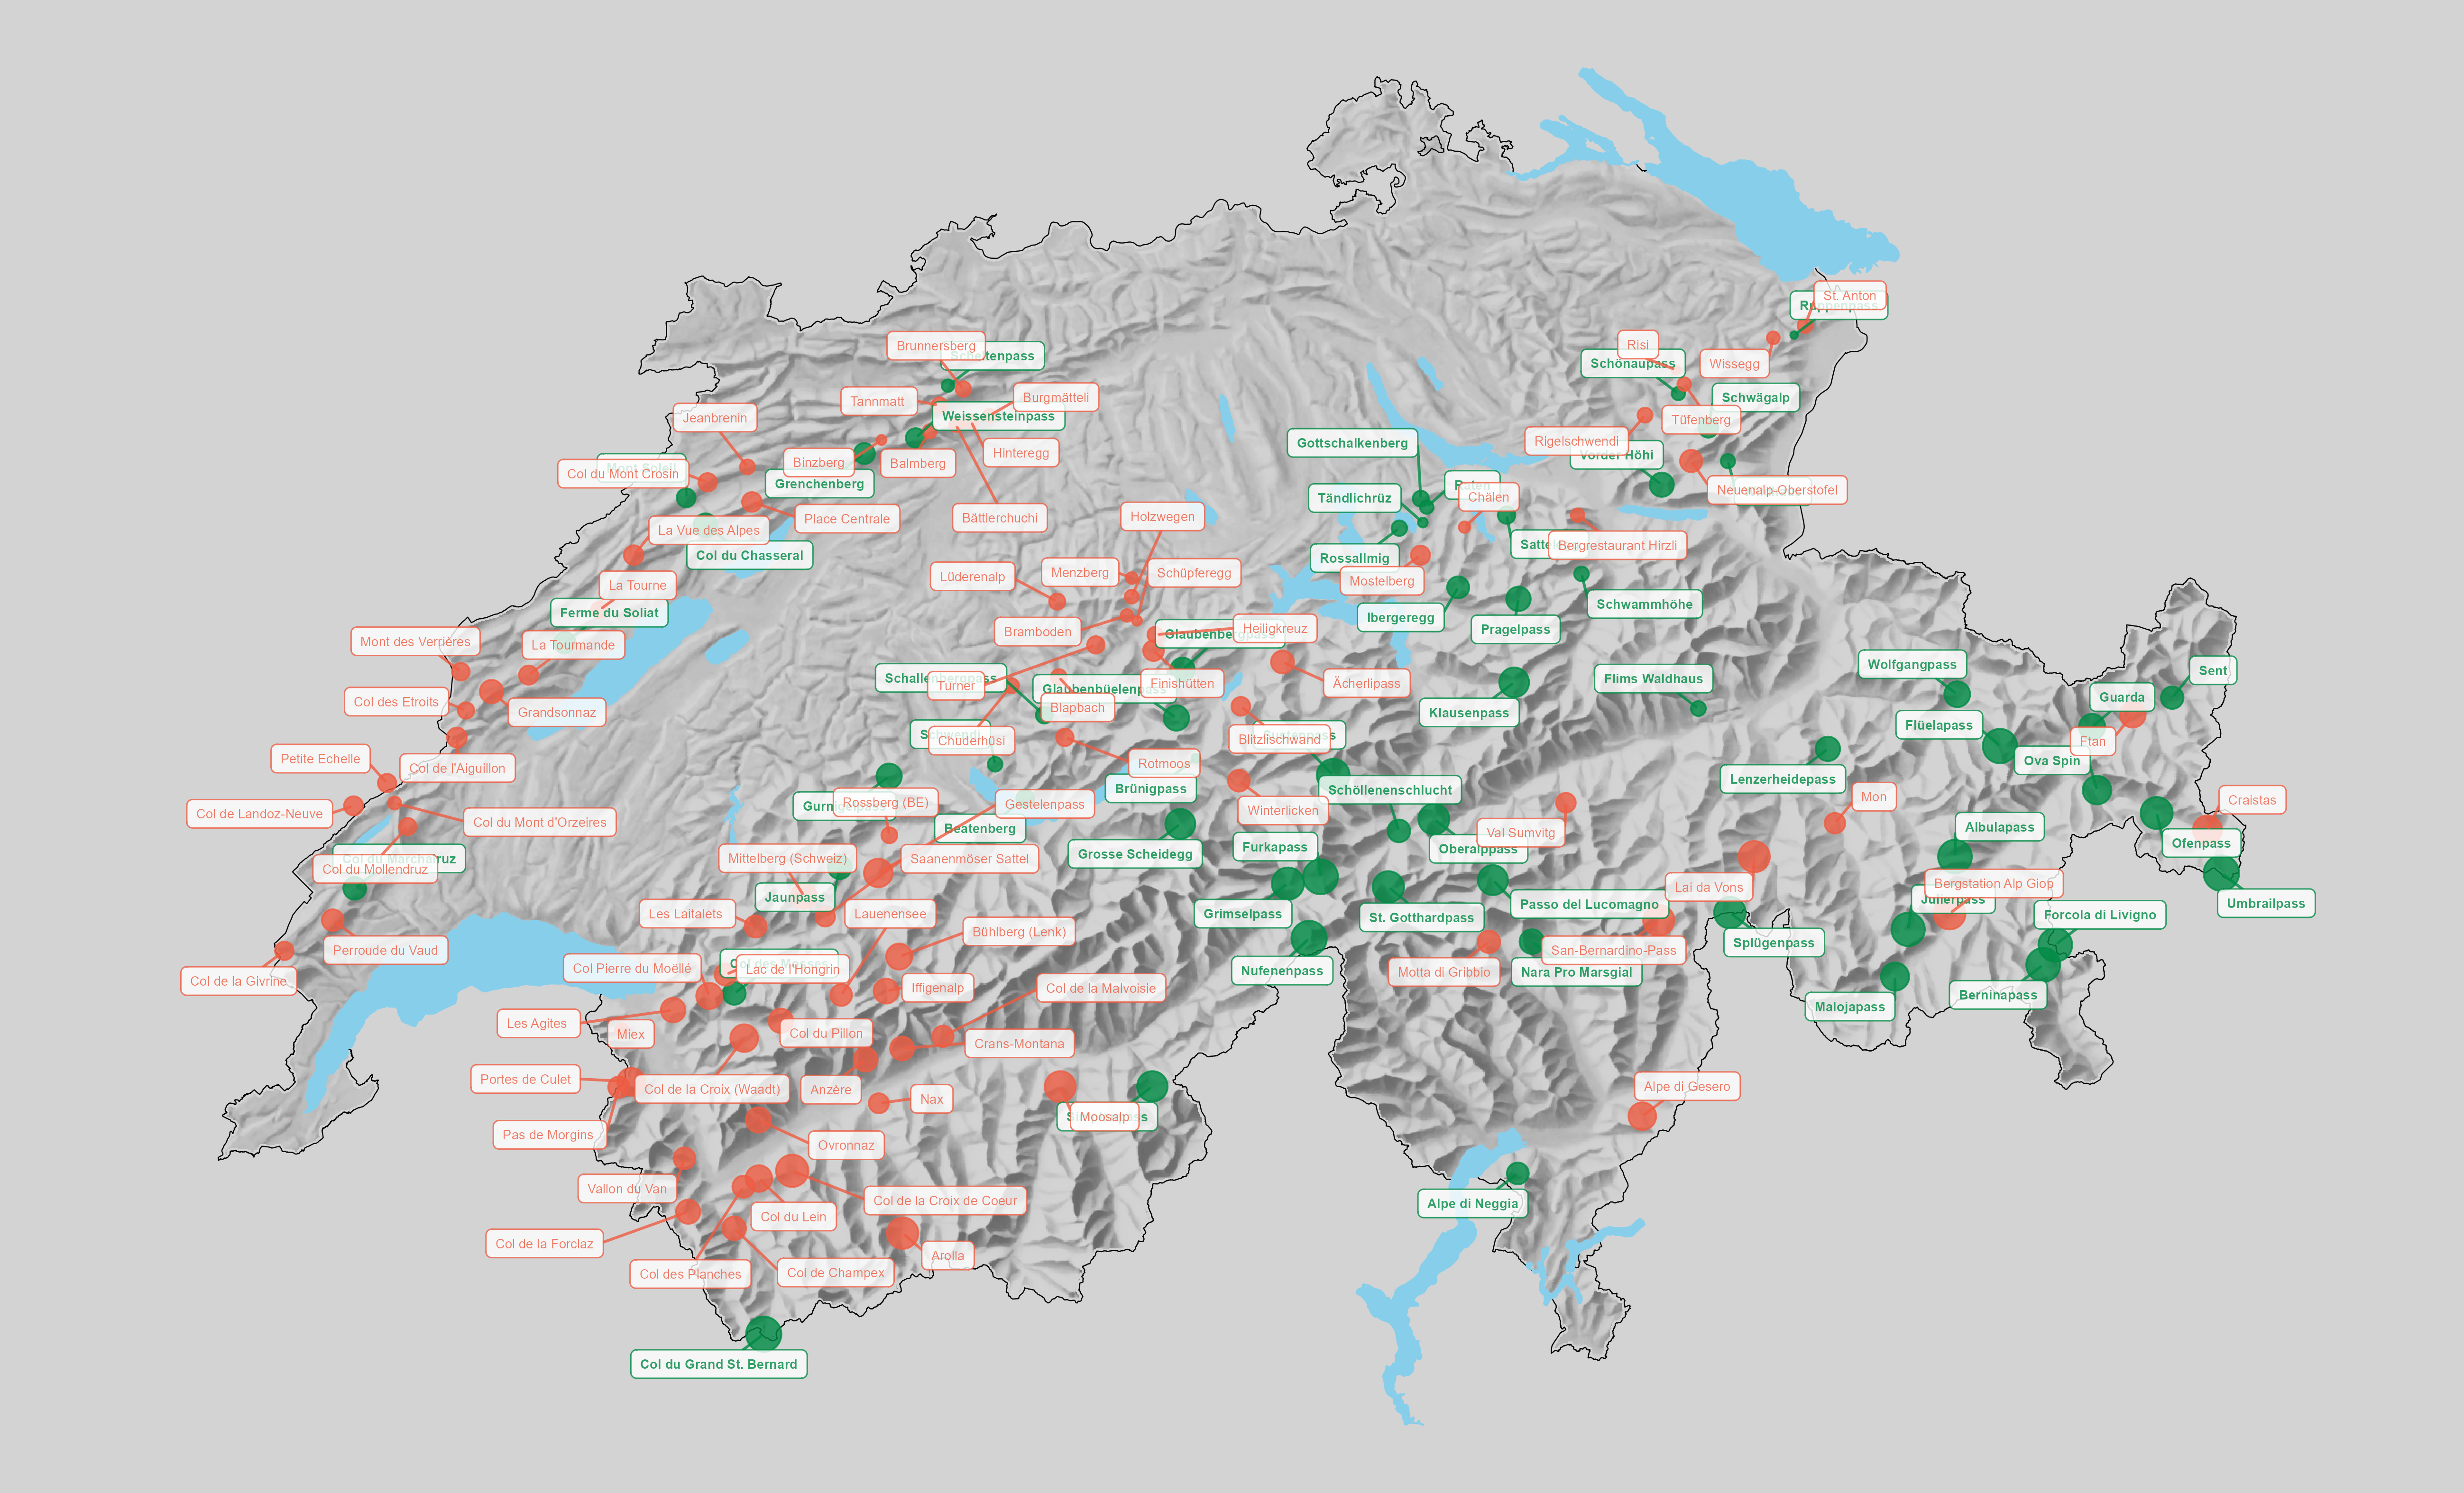 St. Anton
Ruppenpass
Brunnersberg
Scheltenpass
Risi
Schönaupass
Wissegg
Tannmatt
Burgmätteli
Schwägalp
Jeanbrenin
Weissensteinpass
Tüfenberg
Gottschalkenberg
Rigelschwendi
Hinteregg
Vorder Höhi
Binzberg
Balmberg
Mont Soleil
Col du Mont Crosin
Grenchenberg
Raten
Neuenalp-Oberstofel
Tändlichrüz
Chälen
Place Centrale
Bättlerchuchi
Holzwegen
La Vue des Alpes
Bergrestaurant Hirzli
Col du Chasseral
Rossallmig
Menzberg
Schüpferegg
Lüderenalp
Mostelberg
La Tourne
Schwammhöhe
Ferme du Soliat
Ibergeregg
Heiligkreuz
Pragelpass
Bramboden
Glaubenbergpass
Mont des Verrières
La Tourmande
Wolfgangpass
Sent
Schallenbergpass
Flims Waldhaus
Turner
Finishütten
Ächerlipass
Glaubenbüelenpass
Guarda
Col des Etroits
Blapbach
Grandsonnaz
Klausenpass
Flüelapass
Chuderhüsi
Blitzlischwand
Ftan
Petite Echelle
Ova Spin
Rotmoos
Col de l'Aiguillon
Lenzerheidepass
Brünigpass
Schöllenenschlucht
Mon
Craistas
Rossberg (BE)
Gestelenpass
Winterlicken
Col de Landoz-Neuve
Col du Mont d'Orzeires
Beatenberg
Albulapass
Val Sumvitg
Ofenpass
Furkapass
Oberalppass
Grosse Scheidegg
Mittelberg (Schweiz)
Saanenmöser Sattel
Col du Marchairuz
Col du Mollendruz
Bergstation Alp Giop
Lai da Vons
Jaunpass
Julierpass
Umbrailpass
Passo del Lucomagno
Les Laitalets
Lauenensee
Grimselpass
St. Gotthardpass
Forcola di Livigno
Bühlberg (Lenk)
Splügenpass
Perroude du Vaud
San-Bernardino-Pass
Col des Mosses
Col Pierre du Moëllé
Lac de l'Hongrin
Nufenenpass
Motta di Gribbio
Nara Pro Marsgial
Col de la Givrine
Iffigenalp
Col de la Malvoisie
Berninapass
Malojapass
Les Agites
Miex
Col du Pillon
Crans-Montana
Portes de Culet
Col de la Croix (Waadt)
Anzère
Alpe di Gesero
Nax
Moosalp
Pas de Morgins
Ovronnaz
Vallon du Van
Col de la Croix de Coeur
Alpe di Neggia
Col du Lein
Col de la Forclaz
Arolla
Col des Planches
Col de Champex
Col du Grand St. Bernard